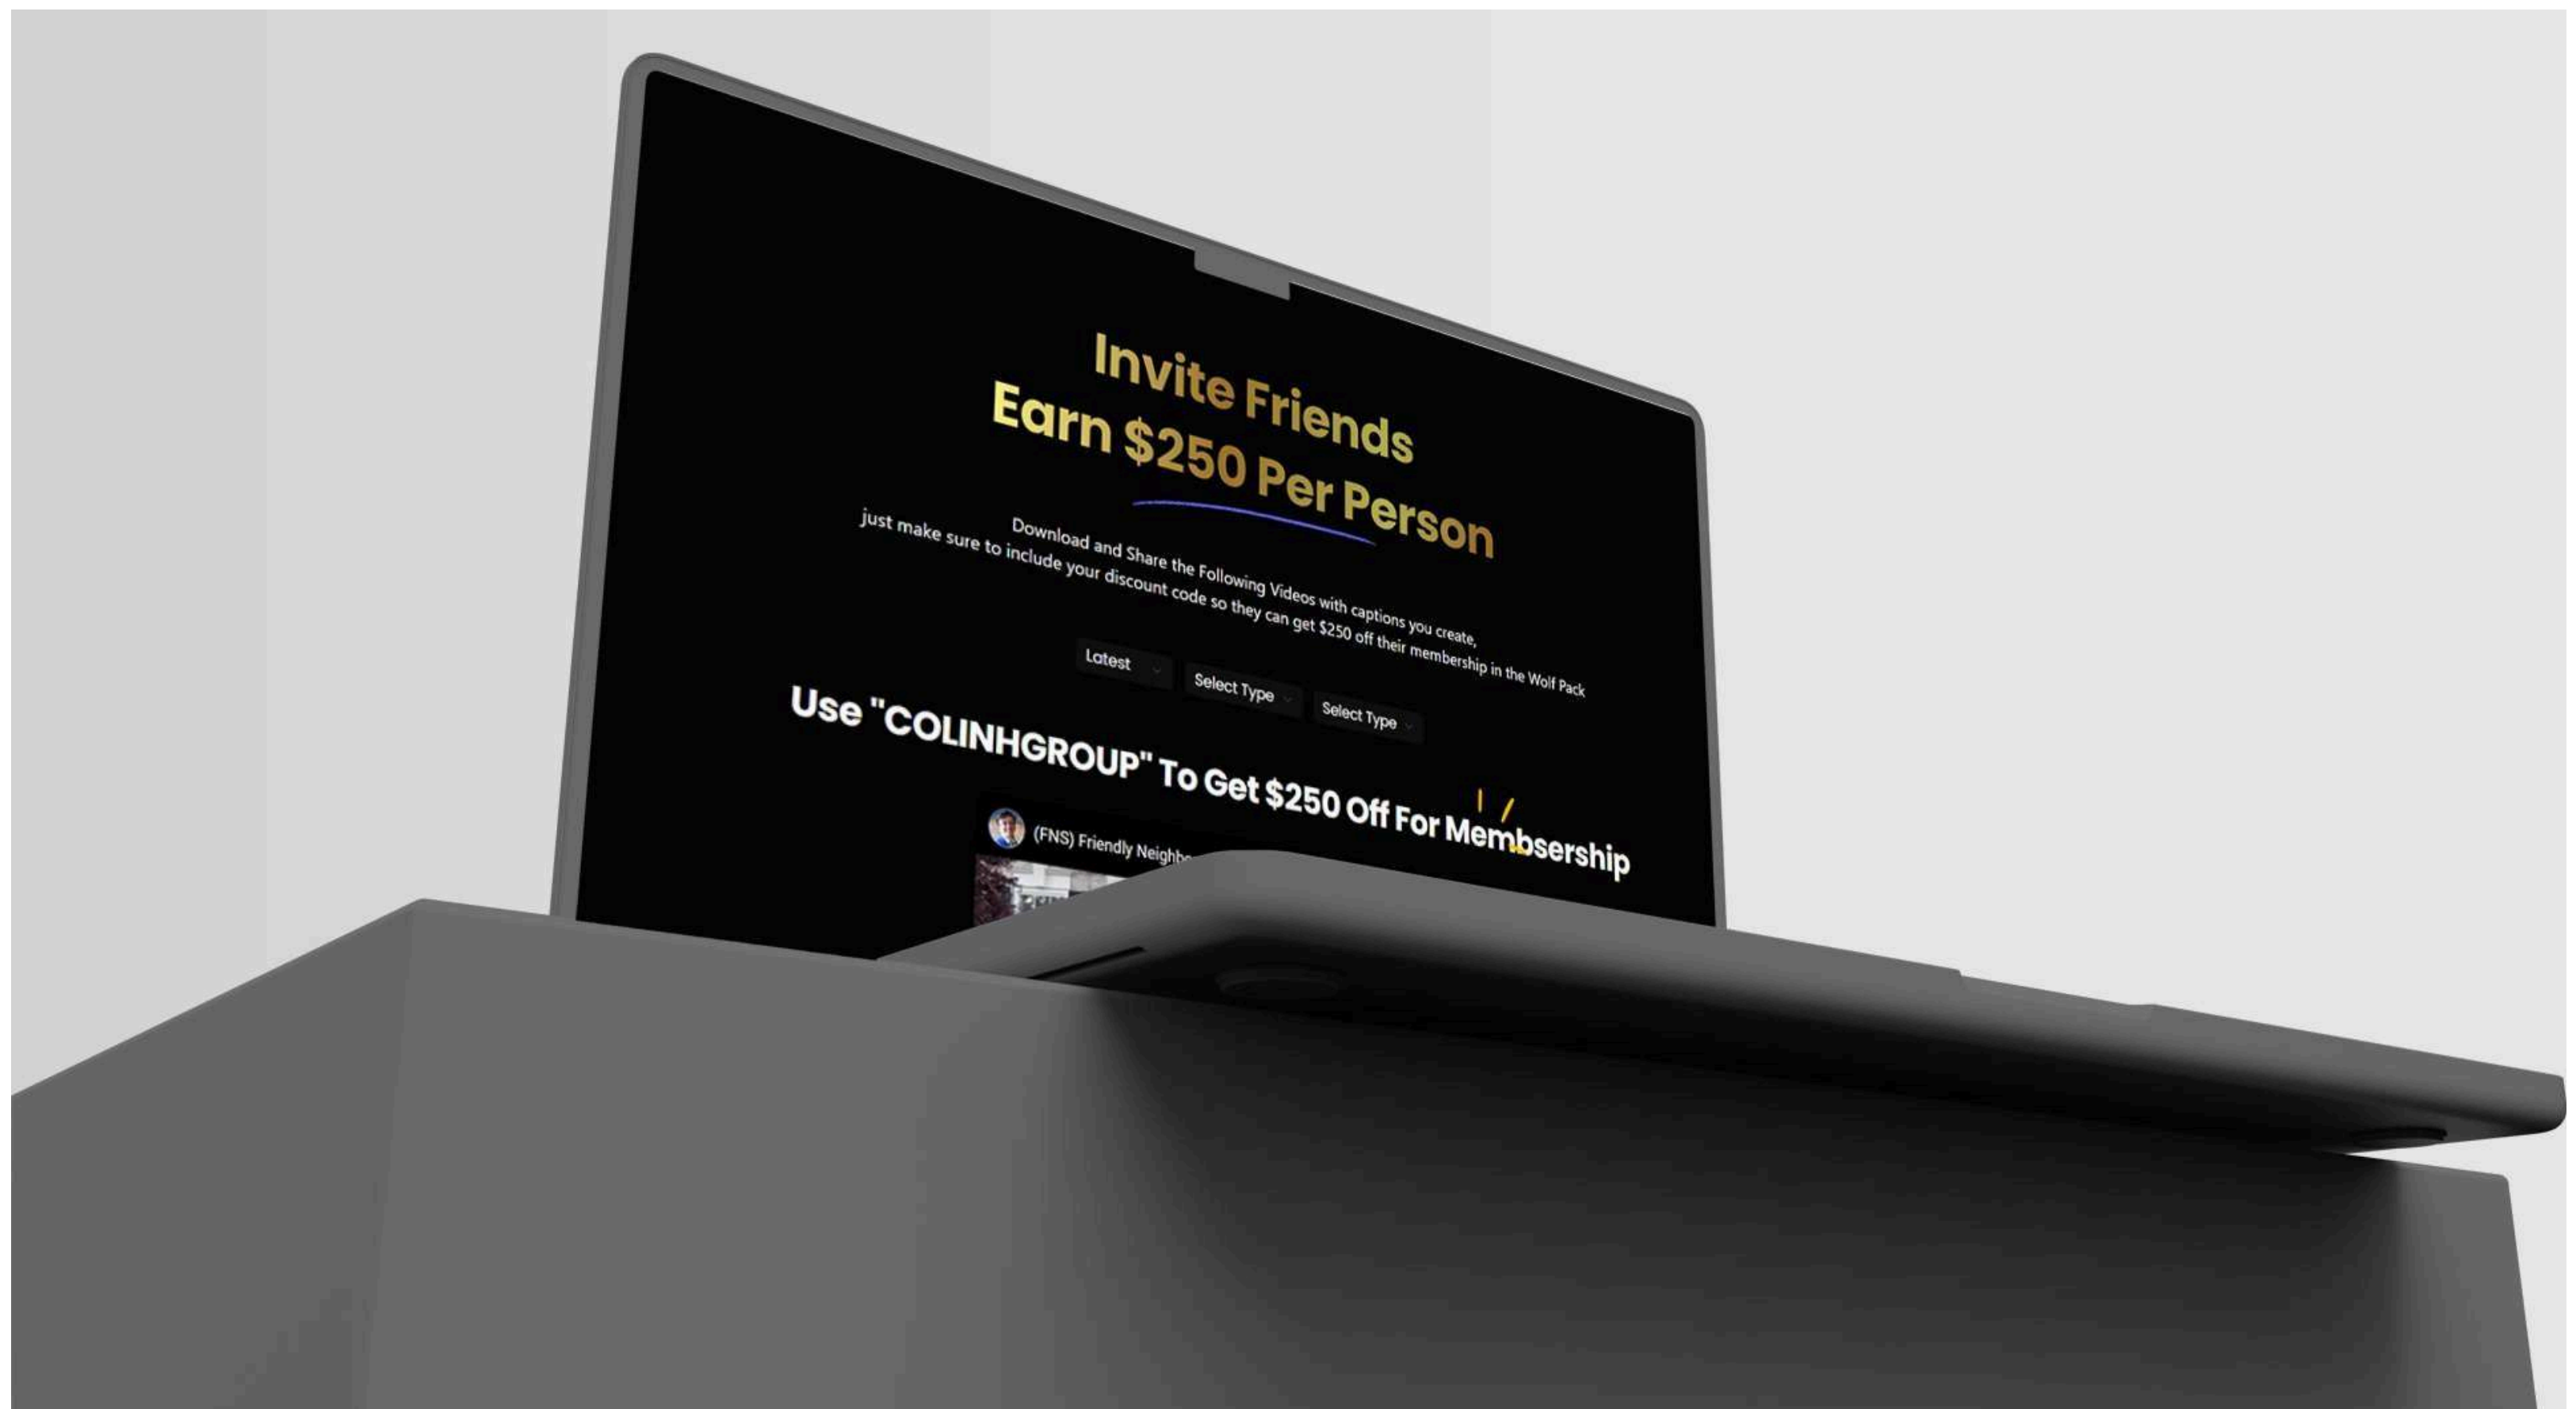 Invite Friends
Earn $250 Per Person
Download and Share the Following Videos with captions you create,
just make sure to include your discount code so they can get $250 off their membership in the Wolf Pack
Latest
Select Type
Select Type
Use "COLINHGROUP" To Get $250 Off For Membsership
(FNS) Friendly